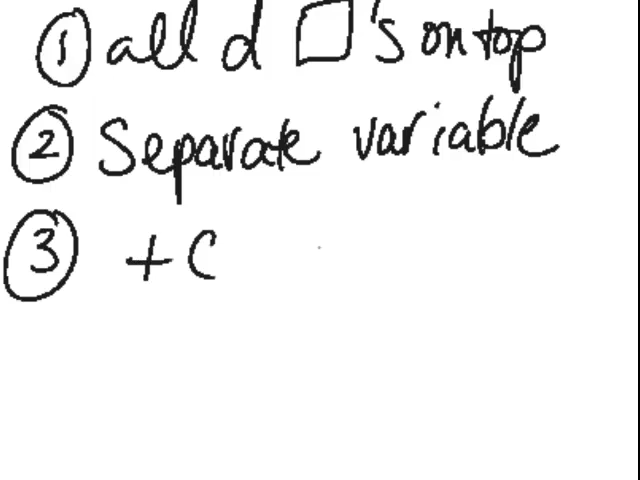 ① all d □'s on top
② Separate variable
③ + C